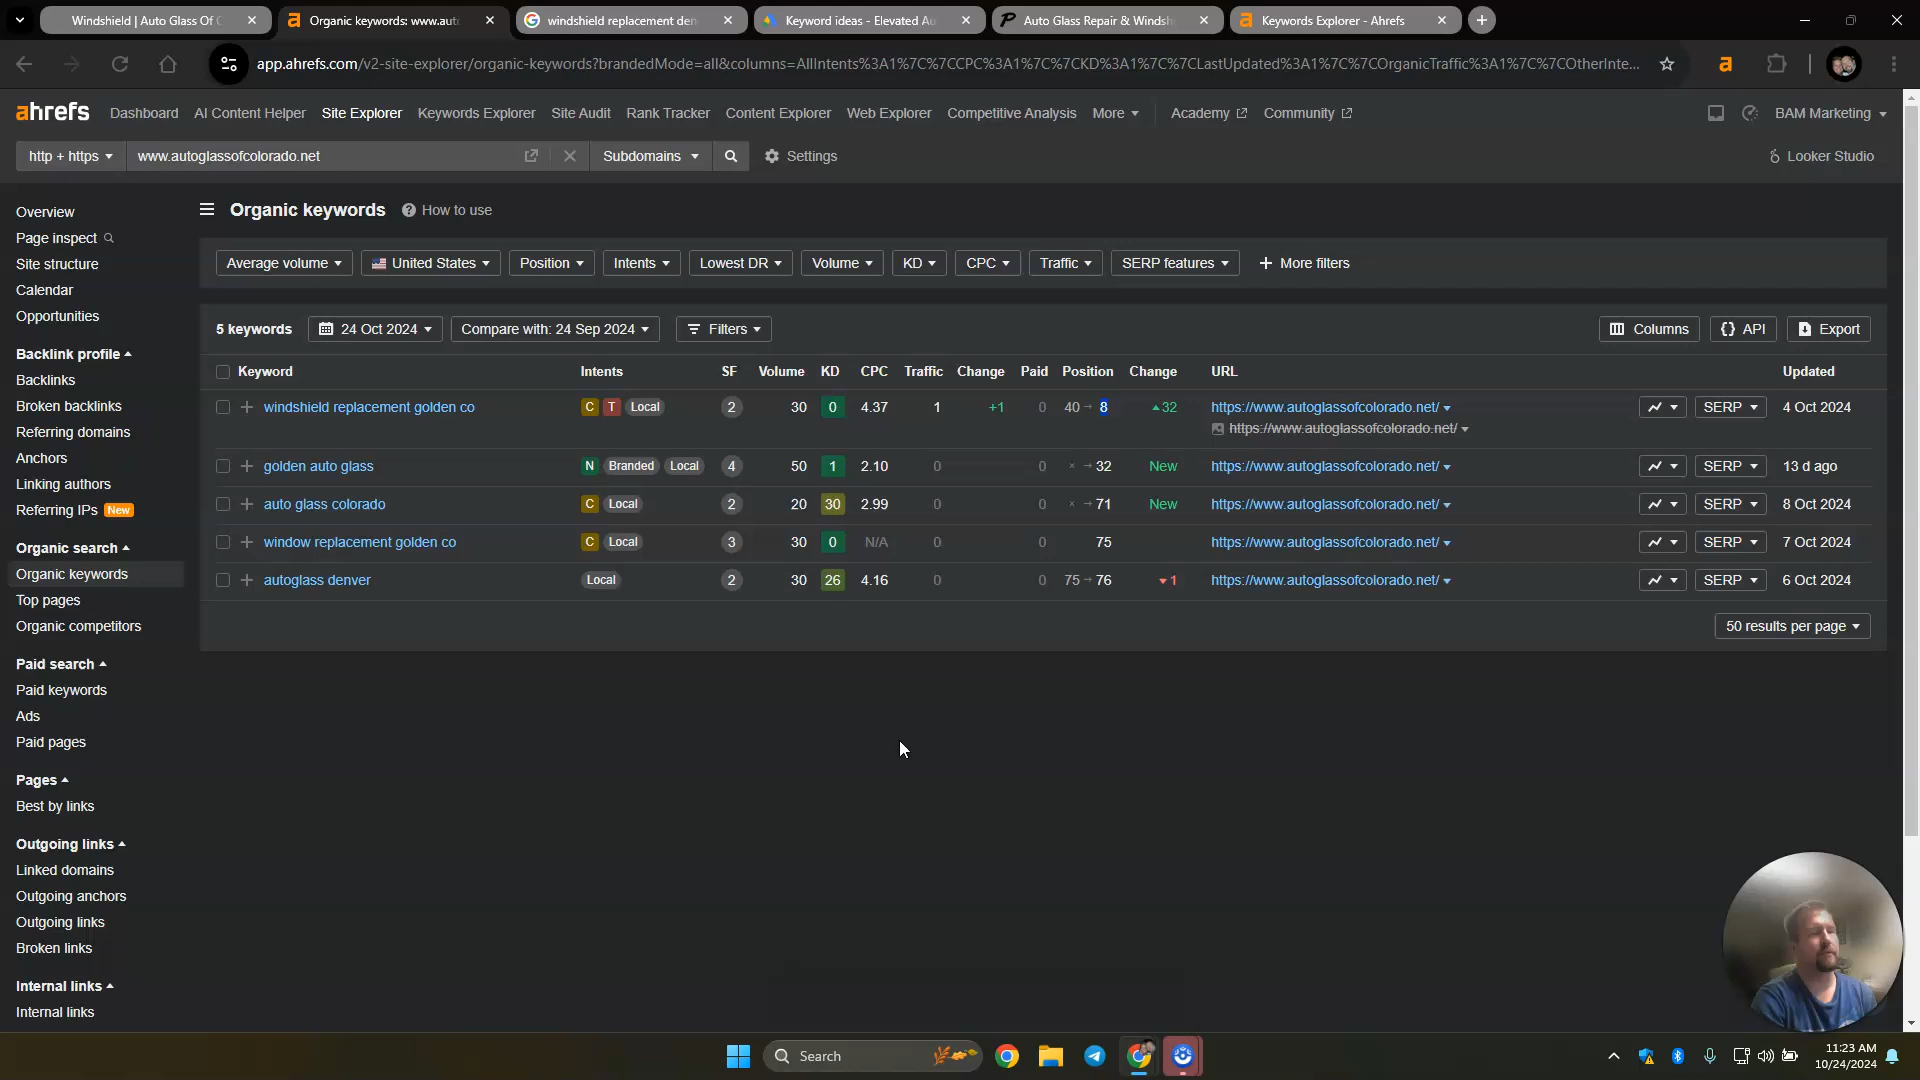 Windshield | Auto Glass Of C
Organic keywords: www.aut
windshield replacement den
Keyword ideas - Elevated Au
Auto Glass Repair & Windsh
Keywords Explorer - Ahrefs
app.ahrefs.com/v2-site-explorer/organic-keywords?brandedMode=all&columns=AllIntents%3A1%7C%7CCPC%3A1%7C%7CKD%3A1%7C%7CLastUpdated%3A1%7C%7COrganicTraffic%3A1%7C%7COtherInte...
ahrefs Dashboard AI Content Helper Site Explorer Keywords Explorer Site Audit Rank Tracker Content Explorer Web Explorer Competitive Analysis More Academy Community BAM Marketing
http + https www.autoglassofcolorado.net Subdomains Settings Looker Studio
Overview
Page inspect
Site structure
Calendar
Opportunities
Backlink profile
Backlinks
Broken backlinks
Referring domains
Anchors
Linking authors
Referring IPs New
Organic search
Organic keywords
Top pages
Organic competitors
Paid search
Paid keywords
Ads
Paid pages
Pages
Best by links
Outgoing links
Linked domains
Outgoing anchors
Outgoing links
Broken links
Internal links
Internal links
Organic keywords ? How to use
Average volume United States Position Intents Lowest DR Volume KD CPC Traffic SERP features + More filters
5 keywords 24 Oct 2024 Compare with: 24 Sep 2024 Filters Columns {} API Export
Keyword Intents SF Volume KD CPC Traffic Change Paid Position Change URL Updated
+ windshield replacement golden co C T Local 2 30 0 4.37 1 +1 0 40 → 8 ▲32 https://www.autoglassofcolorado.net/ SERP 4 Oct 2024
https://www.autoglassofcolorado.net/
+ golden auto glass N Branded Local 4 50 1 2.10 0 0 × → 32 New https://www.autoglassofcolorado.net/ SERP 13 d ago
+ auto glass colorado C Local 2 20 30 2.99 0 0 × → 71 New https://www.autoglassofcolorado.net/ SERP 8 Oct 2024
+ window replacement golden co C Local 3 30 0 N/A 0 0 75 https://www.autoglassofcolorado.net/ SERP 7 Oct 2024
+ autoglass denver Local 2 30 26 4.16 0 0 75 → 76 ▼1 https://www.autoglassofcolorado.net/ SERP 6 Oct 2024
50 results per page
Search
11:23 AM
10/24/2024